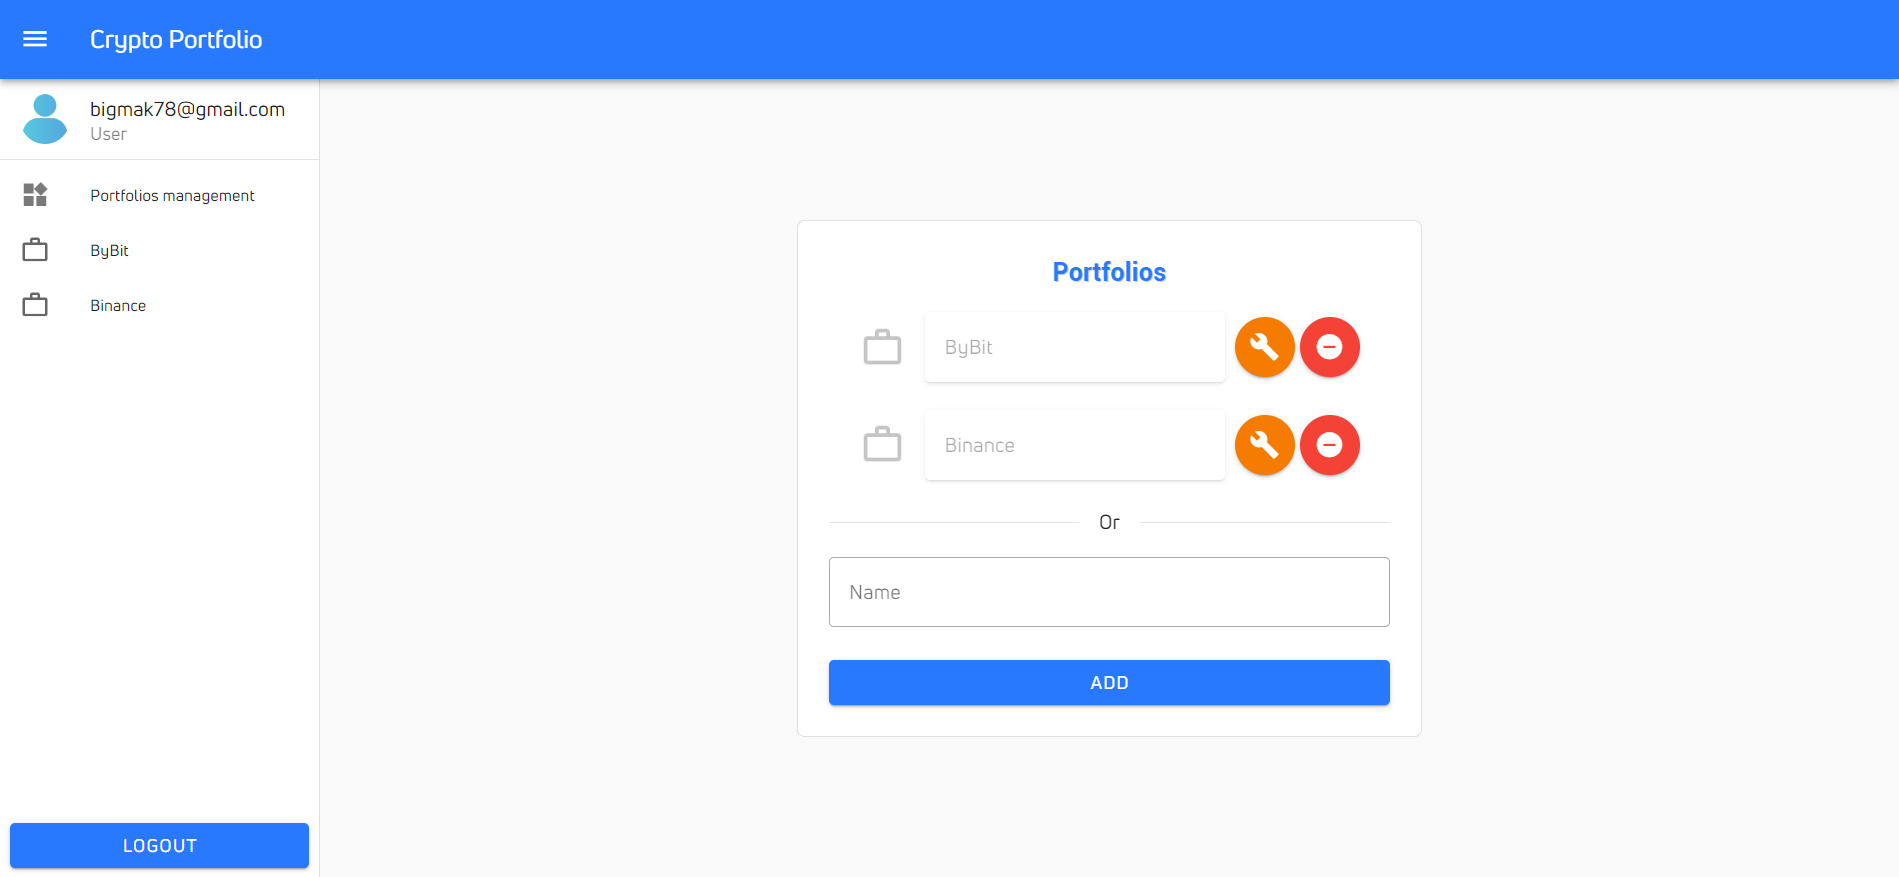 Crypto Portfolio
bigmak78@gmail.com
User
Portfolios management
ByBit
Binance
LOGOUT
Portfolios
ByBit
Binance
Or
Name
ADD